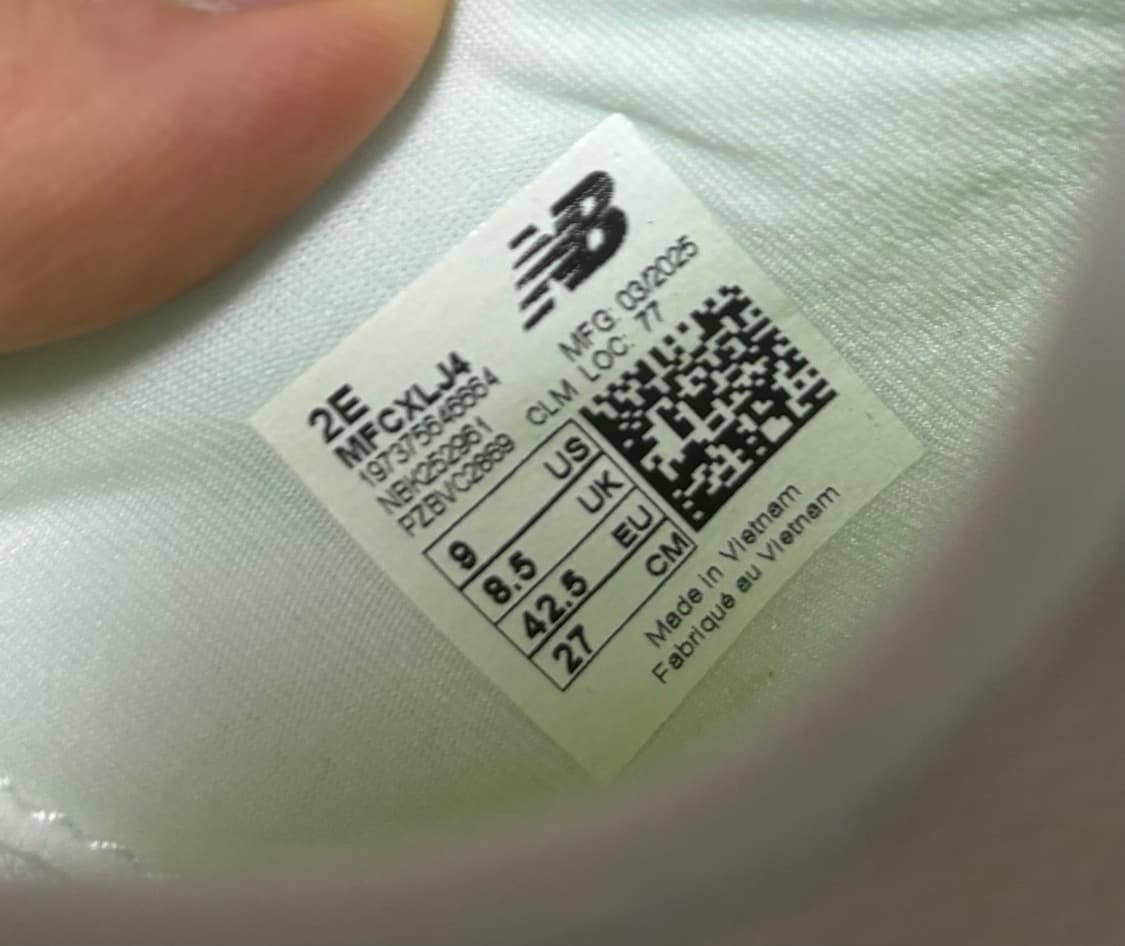 NB
MFG: 03/2025
CLM LOC: 77
2E
MFCXLJ4
197375646664
NBK252961
PZBVC2869
9 US
8.5 UK
42.5 EU
27 CM
Made in Vietnam
Fabriqué au Vietnam